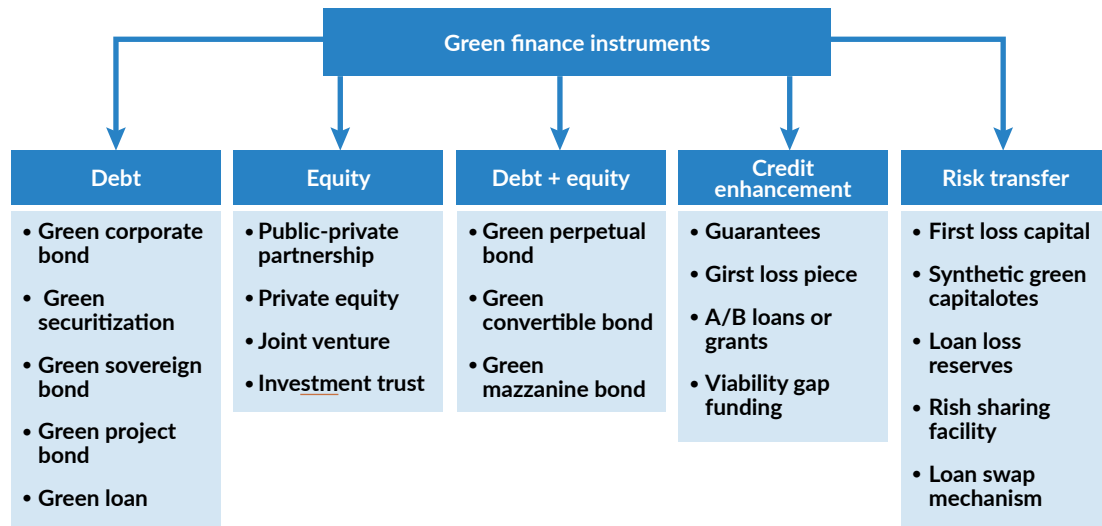 Green finance instruments
Debt
• Green corporate
bond
• Green
securitization
• Green sovereign
bond
• Green project
bond
• Green loan
Equity
• Public-private
partnership
• Private equity
• Joint venture
• Investment trust
Debt + equity
• Green perpetual
bond
• Green
convertible bond
• Green
mazzanine bond
Credit
enhancement
• Guarantees
• Girst loss piece
• A/B loans or
grants
• Viability gap
funding
Risk transfer
• First loss capital
• Synthetic green
capitalotes
• Loan loss
reserves
• Rish sharing
facility
• Loan swap
mechanism